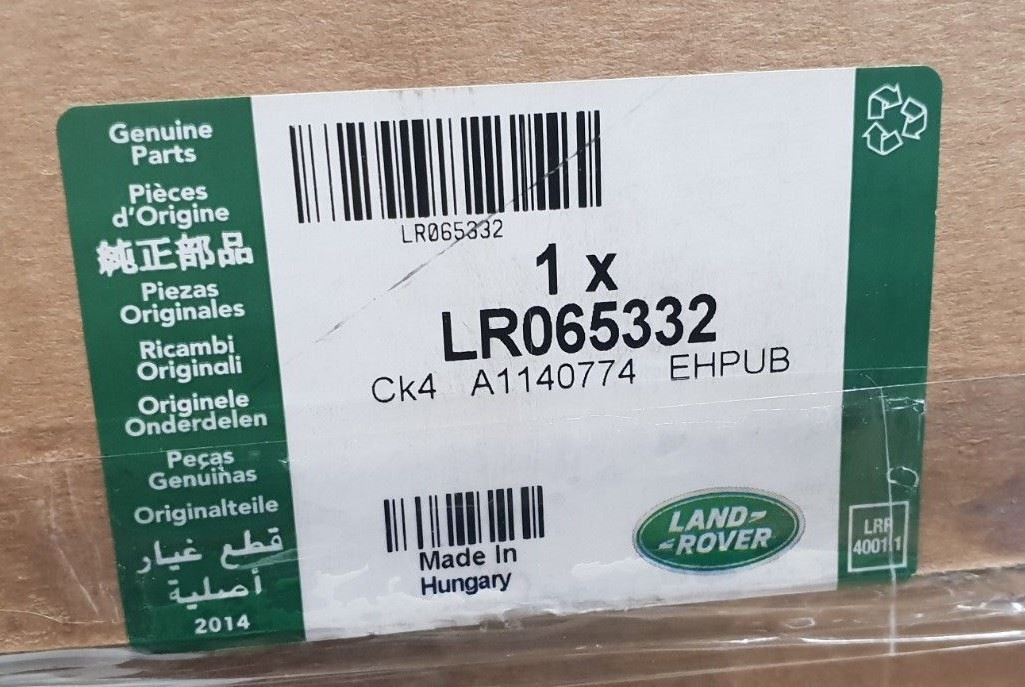 Genuine
Parts
Pièces
d'Origine
純正部品
Piezas
Originales
Ricambi
Originali
Originele
Onderdelen
Peças
Genuinas
Originalteile
قطع غيار
أصلية
2014
LR065332
1 x
LR065332
Ck4 A1140774 EHPUB
Made In
Hungary
LAND-
-ROVER
LRP